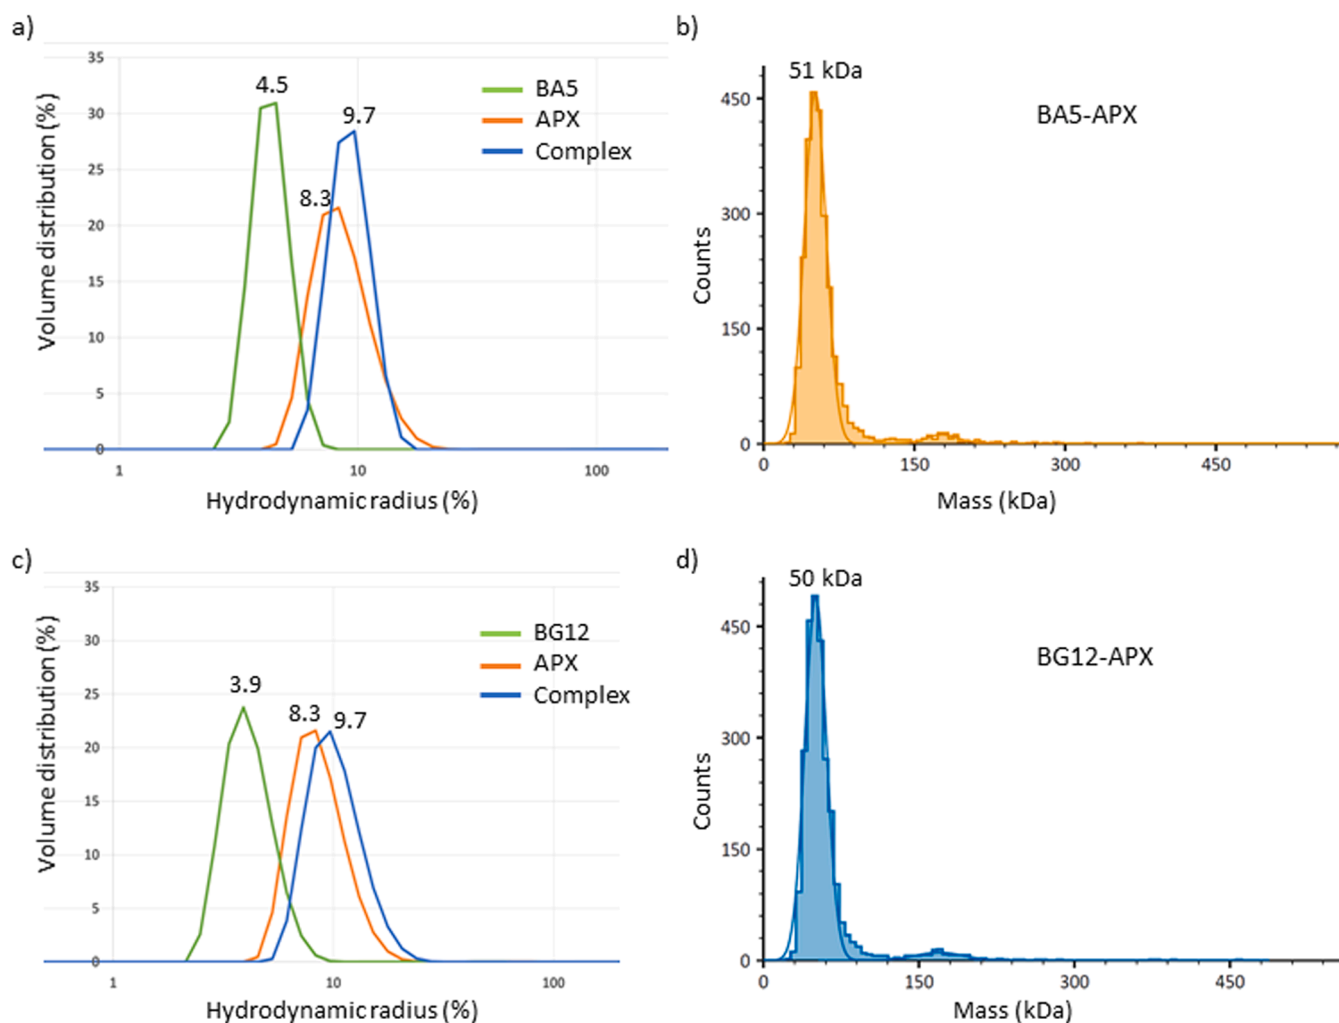 a)
35
30
25
20
15
10
5
0
4.5
9.7
8.3
BA5
APX
Complex
1
10
100
Volume distribution (%)
Hydrodynamic radius (%)
b)
51 kDa
BA5-APX
450
300
150
0
0
150
300
450
Counts
Mass (kDa)
c)
35
30
25
20
15
10
5
0
3.9
8.3
9.7
BG12
APX
Complex
1
10
100
Volume distribution (%)
Hydrodynamic radius (%)
d)
50 kDa
BG12-APX
450
300
150
0
0
150
300
450
Counts
Mass (kDa)